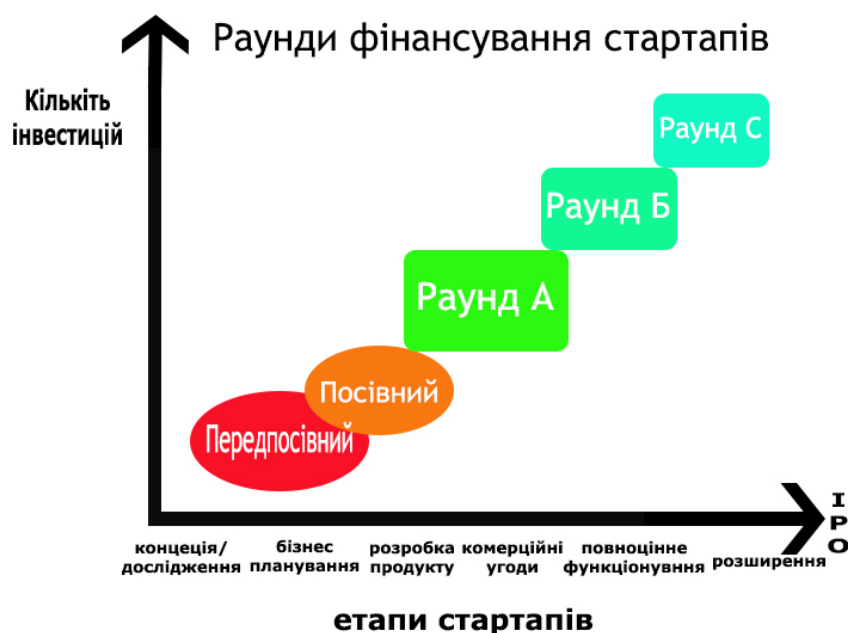 Раунди фінансування стартапів
Кількіть
інвестицій
Раунд С
Раунд Б
Раунд А
Посівний
Передпосівний
ІРО
концеція/
дослідження
бізнес
планування
розробка
продукту
комерційні
угоди
повноцінне
функціонувння
розширення
етапи стартапів